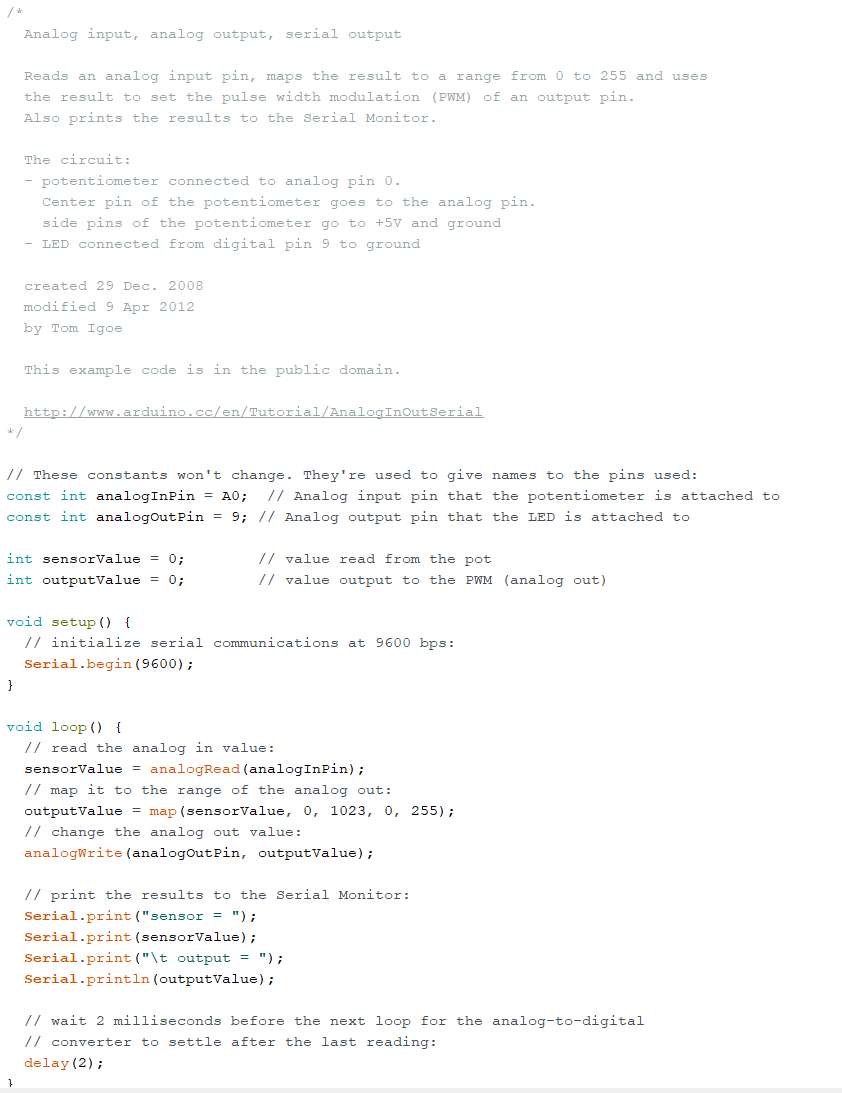 /*
  Analog input, analog output, serial output

  Reads an analog input pin, maps the result to a range from 0 to 255 and uses
  the result to set the pulse width modulation (PWM) of an output pin.
  Also prints the results to the Serial Monitor.

  The circuit:
  - potentiometer connected to analog pin 0.
    Center pin of the potentiometer goes to the analog pin.
    side pins of the potentiometer go to +5V and ground
  - LED connected from digital pin 9 to ground

  created 29 Dec. 2008
  modified 9 Apr 2012
  by Tom Igoe

  This example code is in the public domain.

  http://www.arduino.cc/en/Tutorial/AnalogInOutSerial
*/

// These constants won't change. They're used to give names to the pins used:
const int analogInPin = A0;  // Analog input pin that the potentiometer is attached to
const int analogOutPin = 9; // Analog output pin that the LED is attached to

int sensorValue = 0;        // value read from the pot
int outputValue = 0;        // value output to the PWM (analog out)

void setup() {
  // initialize serial communications at 9600 bps:
  Serial.begin(9600);
}

void loop() {
  // read the analog in value:
  sensorValue = analogRead(analogInPin);
  // map it to the range of the analog out:
  outputValue = map(sensorValue, 0, 1023, 0, 255);
  // change the analog out value:
  analogWrite(analogOutPin, outputValue);

  // print the results to the Serial Monitor:
  Serial.print("sensor = ");
  Serial.print(sensorValue);
  Serial.print("\t output = ");
  Serial.println(outputValue);

  // wait 2 milliseconds before the next loop for the analog-to-digital
  // converter to settle after the last reading:
  delay(2);
}